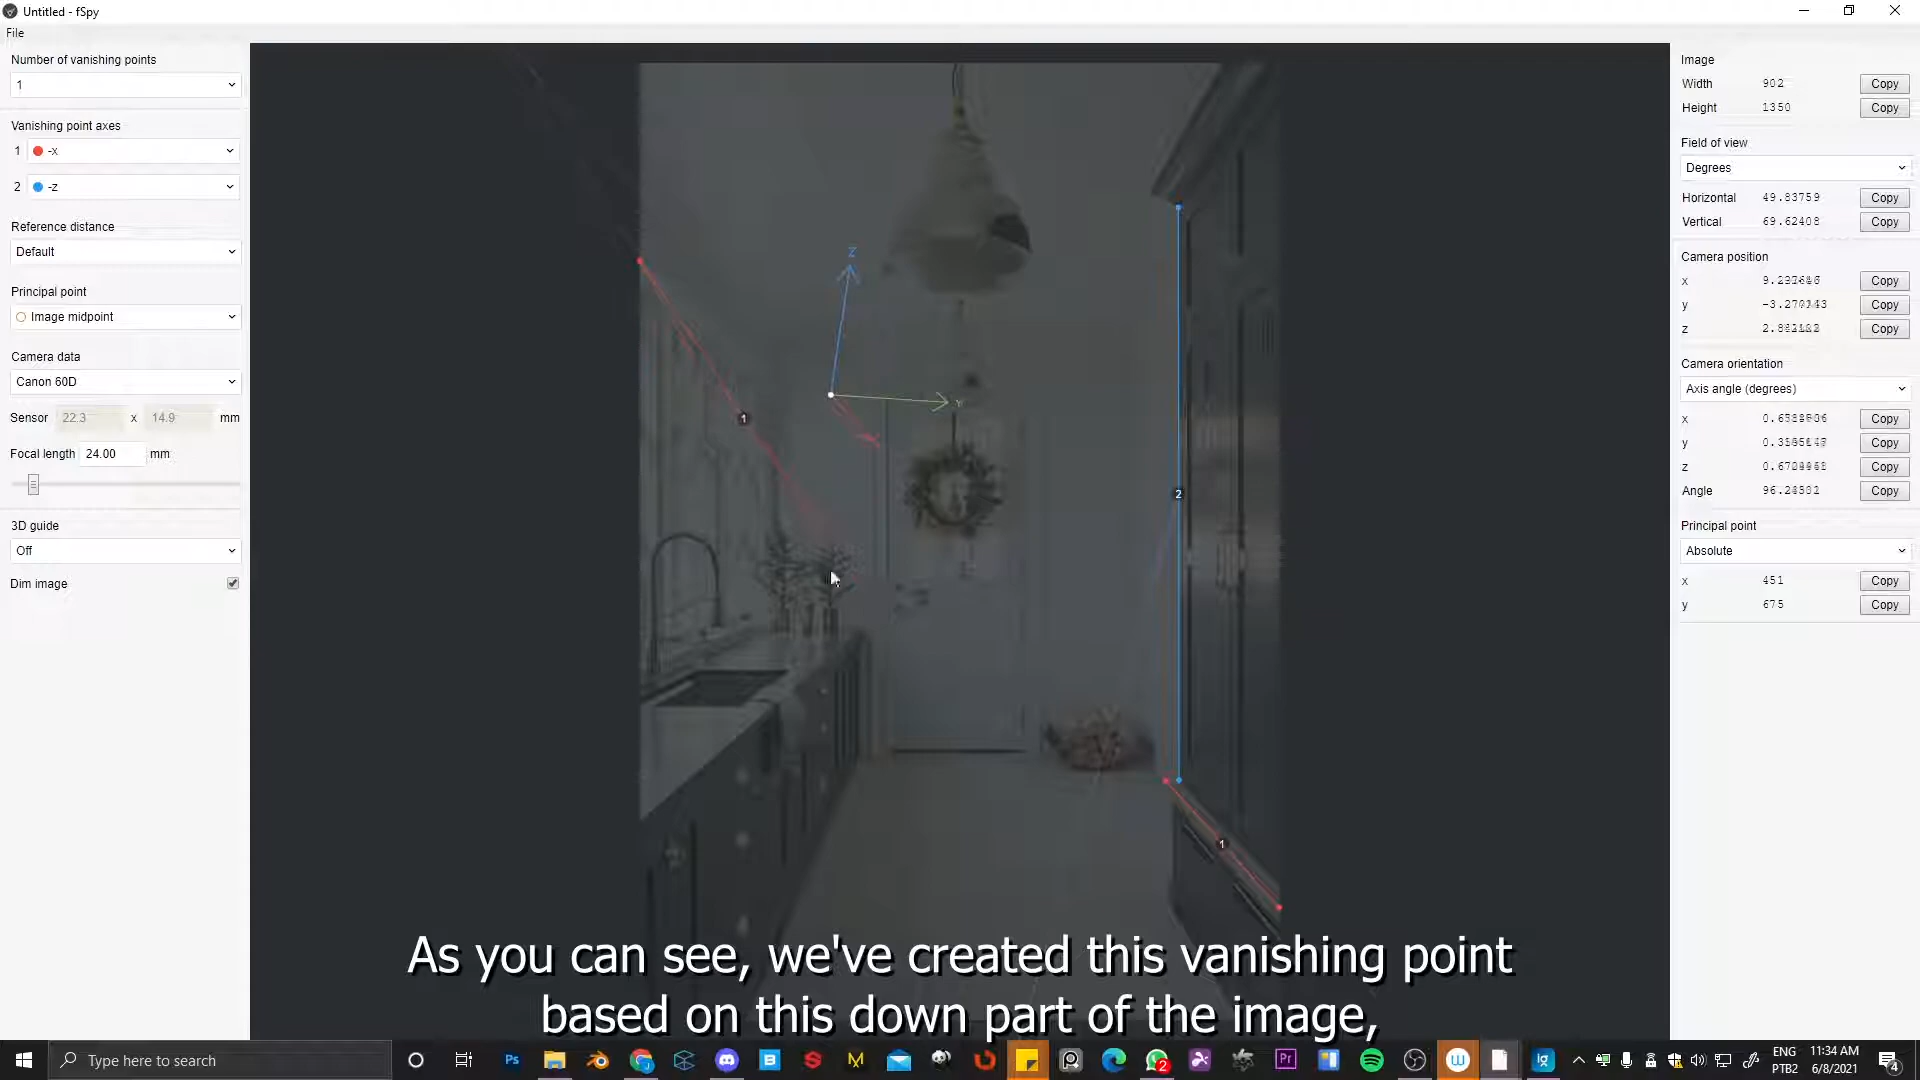 Untitled - fSpy
File
Number of vanishing points
1
Vanishing point axes
1 -x
2 -z
Reference distance
Default
Principal point
Image midpoint
Camera data
Canon 60D
Sensor 22.3 x 14.9 mm
Focal length 24.00 mm
3D guide
Off
Dim image
Z
Y
1
2
1
Image
Width 902 Copy
Height 1350 Copy
Field of view
Degrees
Horizontal 49.83759 Copy
Vertical 69.62408 Copy
Camera position
x Copy
y Copy
z Copy
Camera orientation
Axis angle (degrees)
x Copy
y Copy
z Copy
Angle Copy
Principal point
Absolute
x 451 Copy
y 675 Copy
As you can see, we've created this vanishing point
based on this down part of the image,
Type here to search
Ps
Pr
ig
2
ENG
PTB2
11:34 AM
6/8/2021
4